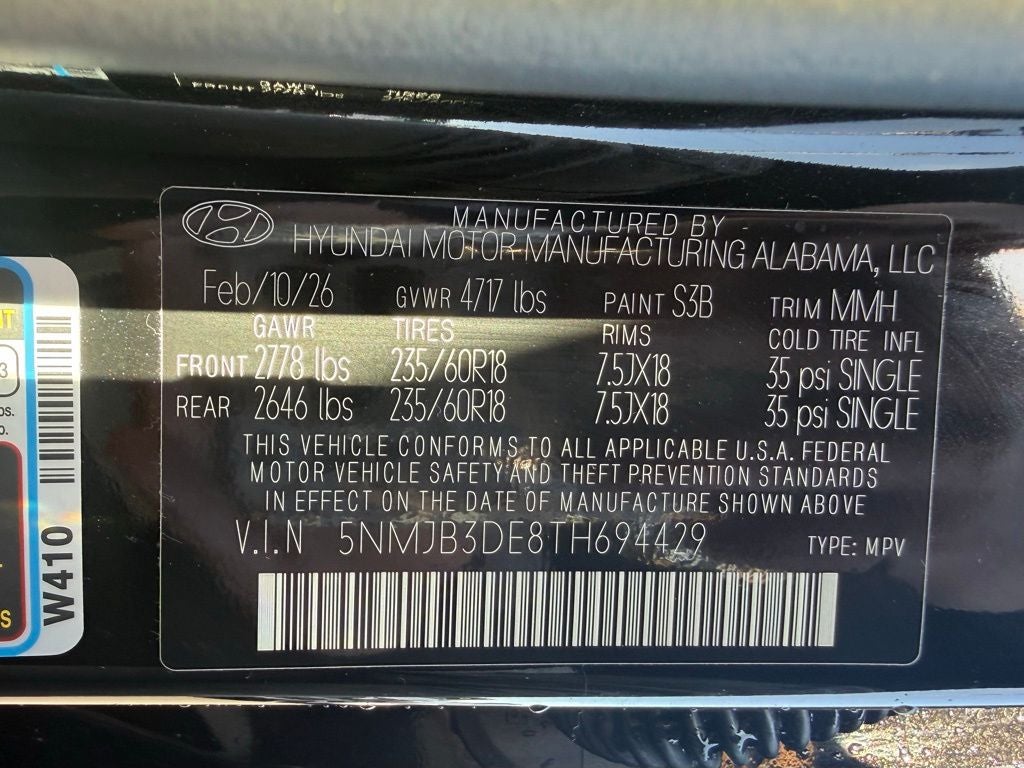 MANUFACTURED BY
HYUNDAI MOTOR MANUFACTURING ALABAMA, LLC
Feb/10/26 GVWR 4717 lbs PAINT S3B TRIM MMH
GAWR TIRES RIMS COLD TIRE INFL
FRONT 2778 lbs 235/60R18 7.5JX18 35 psi SINGLE
REAR 2646 lbs 235/60R18 7.5JX18 35 psi SINGLE
THIS VEHICLE CONFORMS TO ALL APPLICABLE U.S.A. FEDERAL
MOTOR VEHICLE SAFETY AND THEFT PREVENTION STANDARDS
IN EFFECT ON THE DATE OF MANUFACTURE SHOWN ABOVE
V.I.N 5NMJB3DE8TH694429 TYPE: MPV
W410